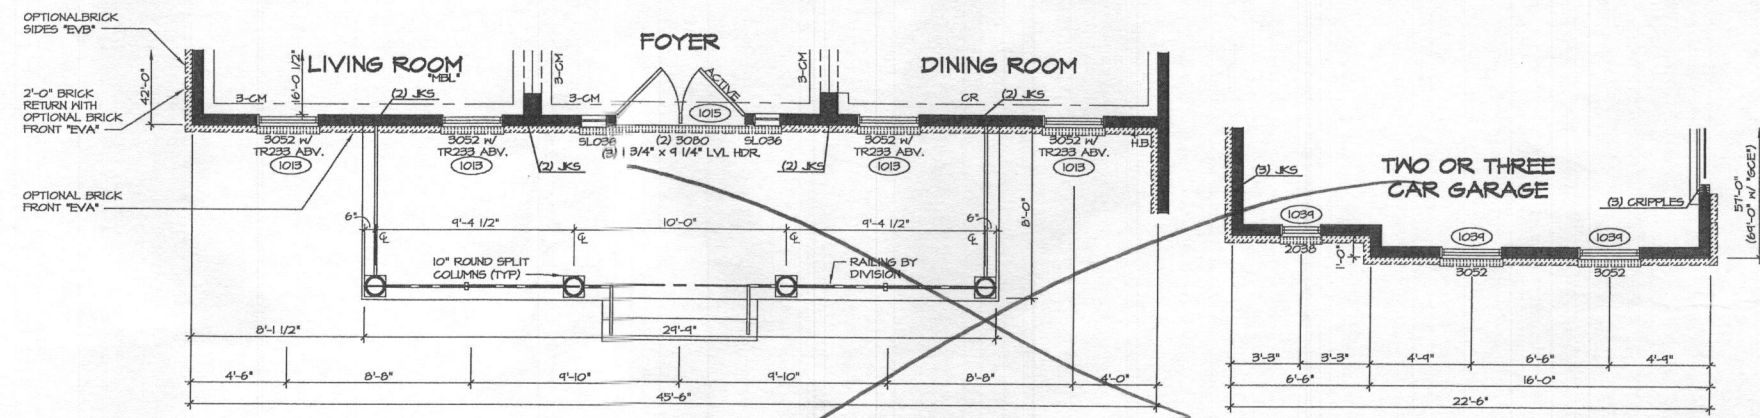 OPTIONALBRICK
SIDES "EVB"
2'-0" BRICK
RETURN WITH
OPTIONAL BRICK
FRONT "EVA"
OPTIONAL BRICK
FRONT "EVA"
42'-0"
LIVING ROOM
"MBL"
16'-0 1/2"
3-CM
(2) JKS
3-CM
FOYER
ACTIVE
3-CM
1015
3-CM
DINING ROOM
CR
(2) JKS
3052 W/
TR233 ABV.
1013
3052 W/
TR233 ABV.
1013
(2) JKS
SL036
(2) 3080
SL036
(3) 1 3/4" x 9 1/4" LVL HDR.
(2) JKS
3052 W/
TR233 ABV.
1013
3052 W/
TR233 ABV.
1013
H.B.
6"
9'-4 1/2"
10'-0"
9'-4 1/2"
6"
8'-0"
10" ROUND SPLIT
COLUMNS (TYP)
RAILING BY
DIVISION
8'-1 1/2"
29'-9"
4'-6"
8'-8"
9'-10"
9'-10"
8'-8"
4'-0"
45'-6"
TWO OR THREE
CAR GARAGE
(3) JKS
(3) CRIPPLES
57'-0"
(69'-0" W/ "GCE")
1039
2038
1'-0"
1039
3052
1039
3052
3'-3"
3'-3"
4'-9"
6'-6"
4'-9"
6'-6"
16'-0"
22'-6"